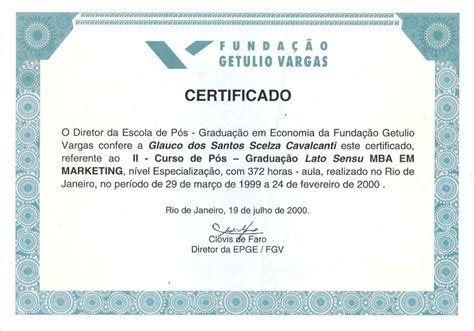 FUNDAÇÃO
GETULIO VARGAS
CERTIFICADO
O Diretor da Escola de Pós - Graduação em Economia da Fundação Getulio
Vargas confere a Glauco dos Santos Scelza Cavalcanti este certificado,
referente ao II - Curso de Pós – Graduação Lato Sensu MBA EM
MARKETING, nível Especialização, com 372 horas - aula, realizado no Rio de
Janeiro, no período de 29 de março de 1999 a 24 de fevereiro de 2000 .
Rio de Janeiro, 19 de julho de 2000.
Clovis de Faro
Diretor da EPGE / FGV